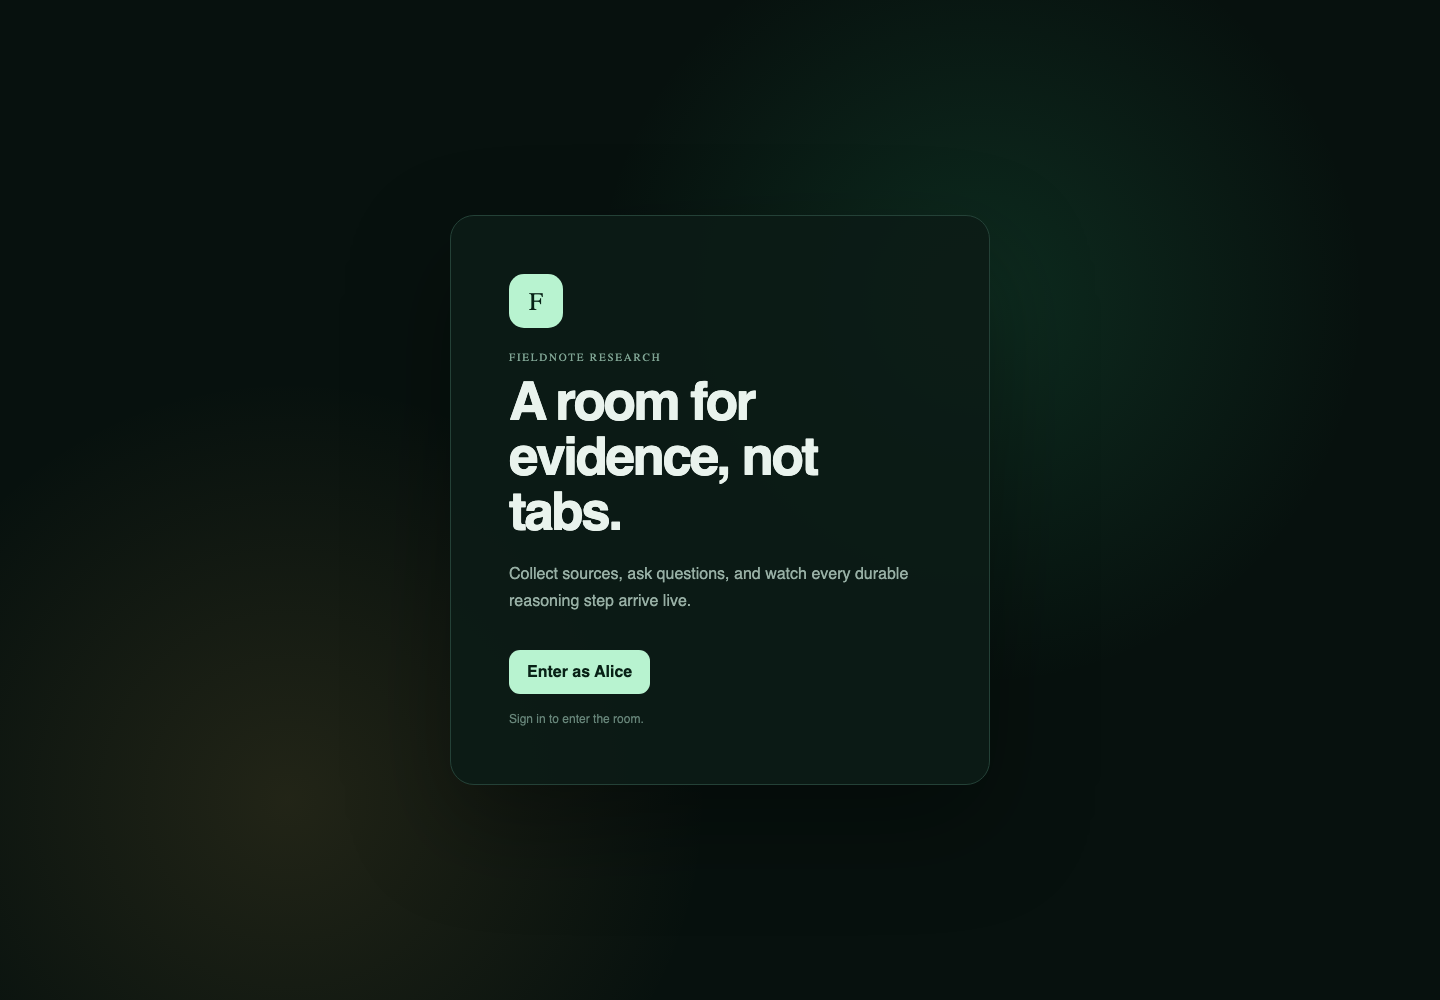 F
FIELDNOTE RESEARCH
A room for
evidence, not
tabs.
Collect sources, ask questions, and watch every durable
reasoning step arrive live.
Enter as Alice
Sign in to enter the room.